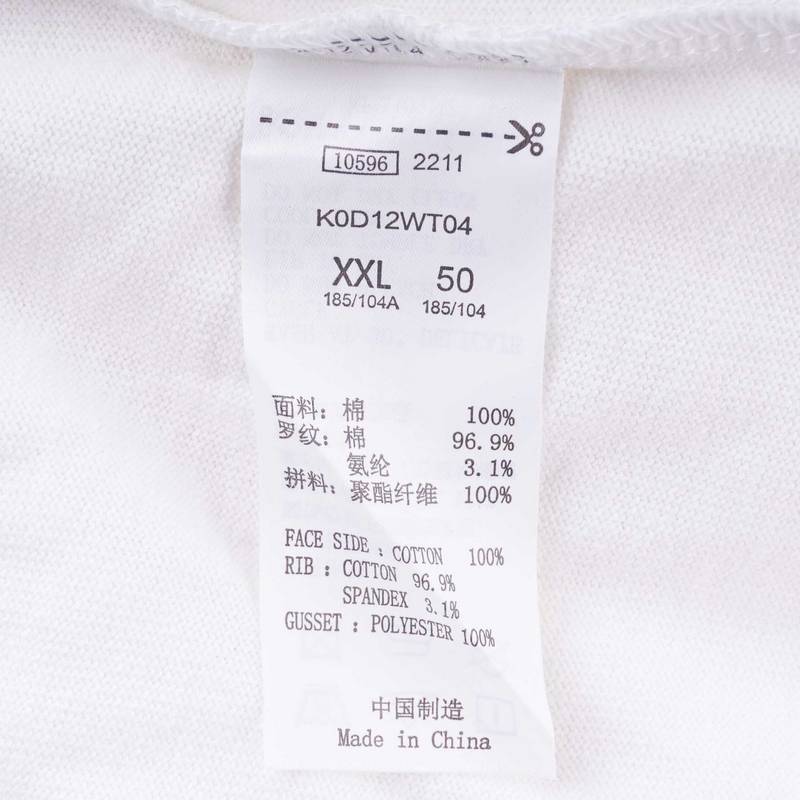 10596 2211
K0D12WT04
XXL 50
185/104A 185/104
面料：棉 100%
罗纹：棉 96.9%
氨纶 3.1%
拼料：聚酯纤维 100%
FACE SIDE : COTTON 100%
RIB : COTTON 96.9%
SPANDEX 3.1%
GUSSET : POLYESTER 100%
中国制造
Made in China